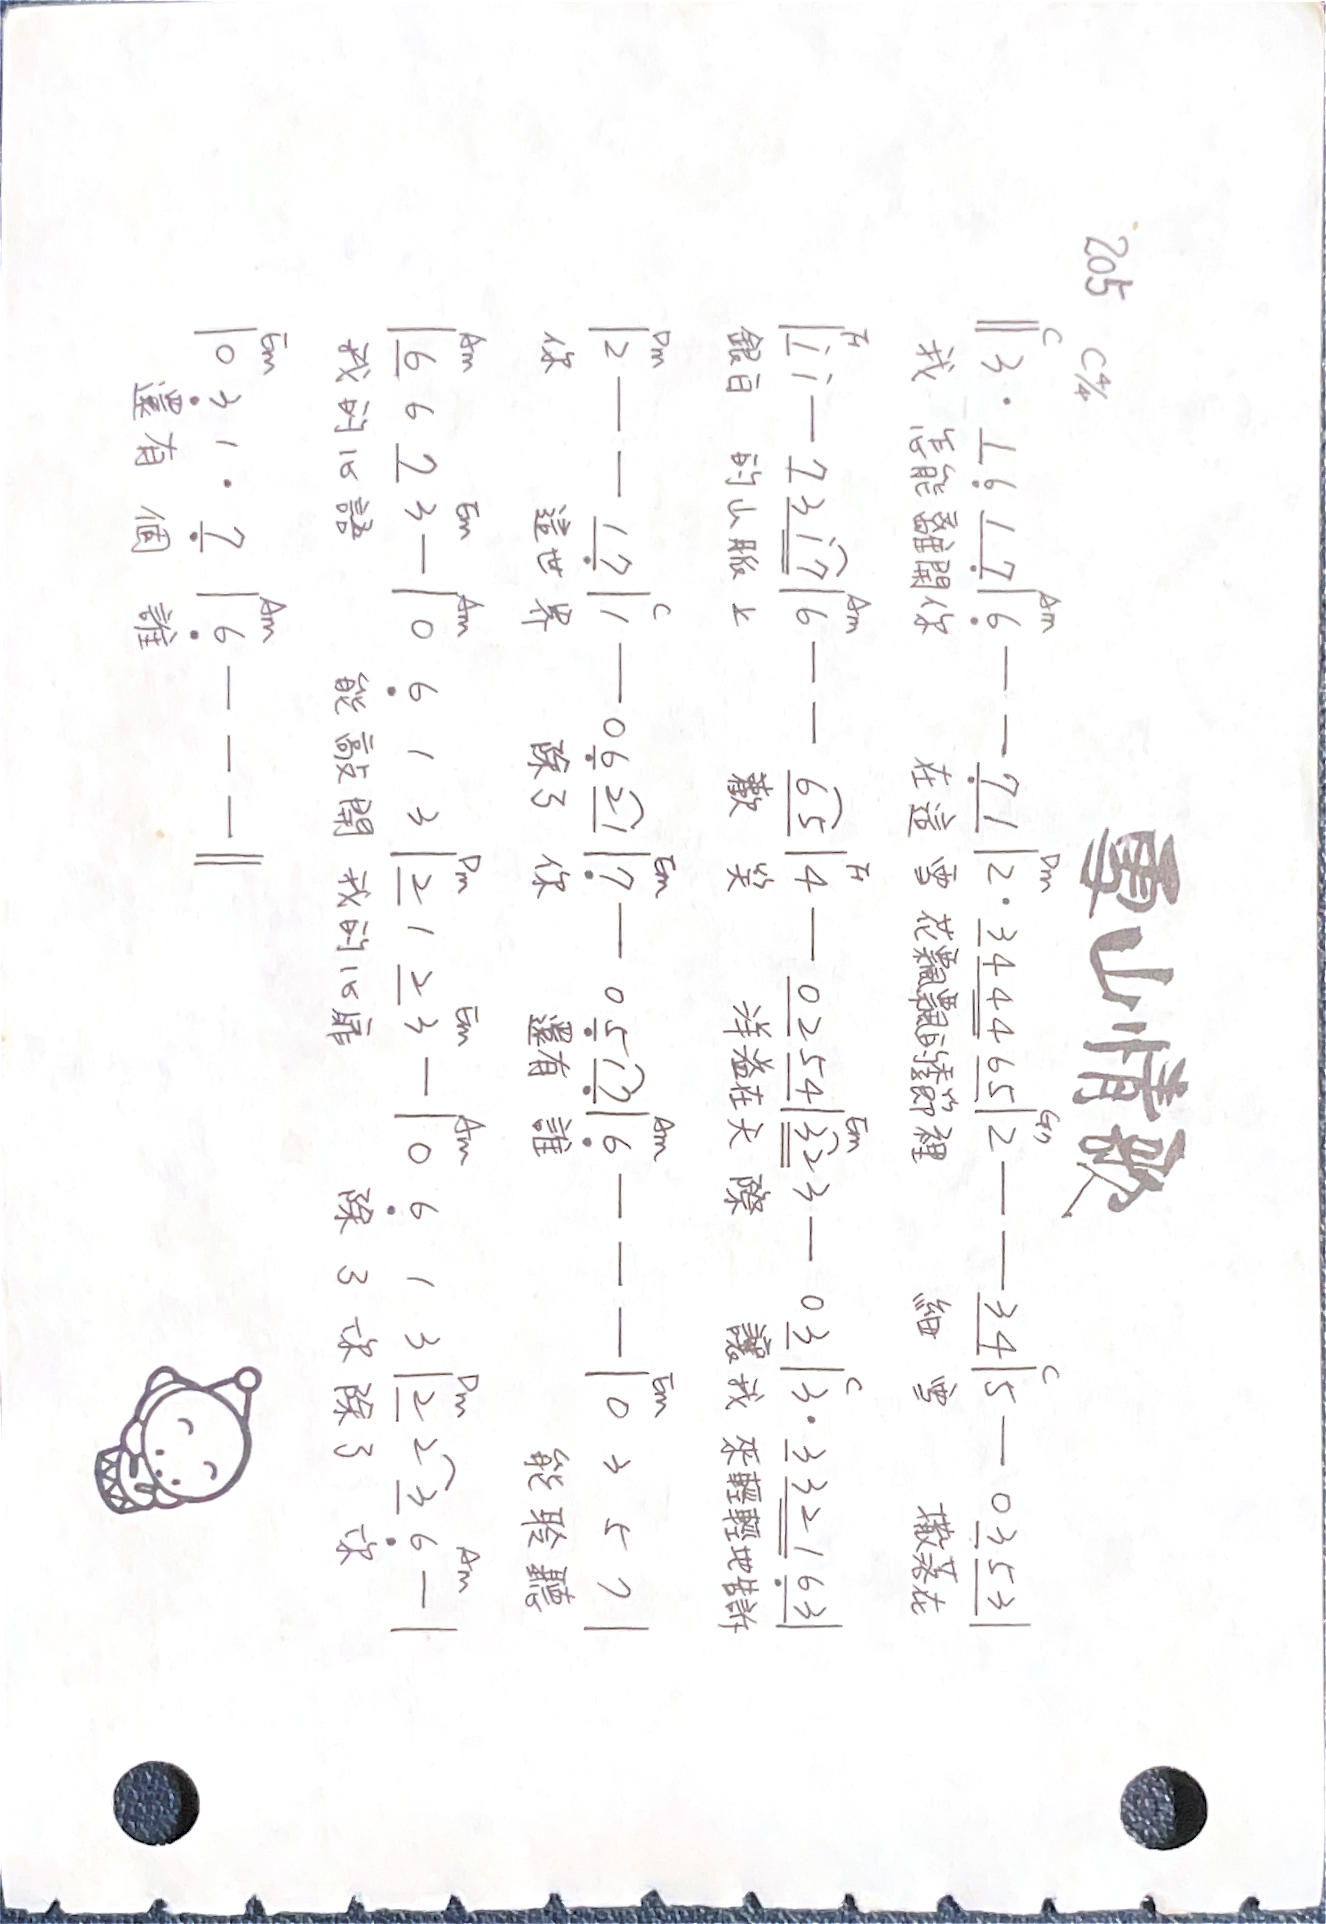 雪山情歌
205 C4/4
C Am Dm G7 C
‖3· 1 6 1 7|6 — — 7 1|2· 3 4 4 4 6 5|2 — — 3 4|5 — 0 3 5 3|
我 怎能離開你 在這雪花飄飄的季節裡 細雪 撒落在
F Am F Em C
|i i — 7 3 i 7|6 — — 6 5|4 — 0 2 5 4|3 2 3 — 0 3|3· 3 3 2 1 6 3|
銀白 的山脈上 歡笑 洋溢在天際 讓我 來輕輕地告訴
Dm C Em Am Em
|2 — — 1 7|1 — 0 6 2 1|7 — 0 5 1 7|6 — — —|0 3 5 7|
你 這世界 除了你 還有誰 能聆聽
Am Em Am Dm Em Am Dm Am
|6 6 7 3 —|0 6 1 3|2 1 2 3 —|0 6 1 3|2 2 3 6 —|
我的心語 能敲開我的心扉 除了你除了 你
Em Am
|0 3 1· 7|6 — — —‖
還有個 誰